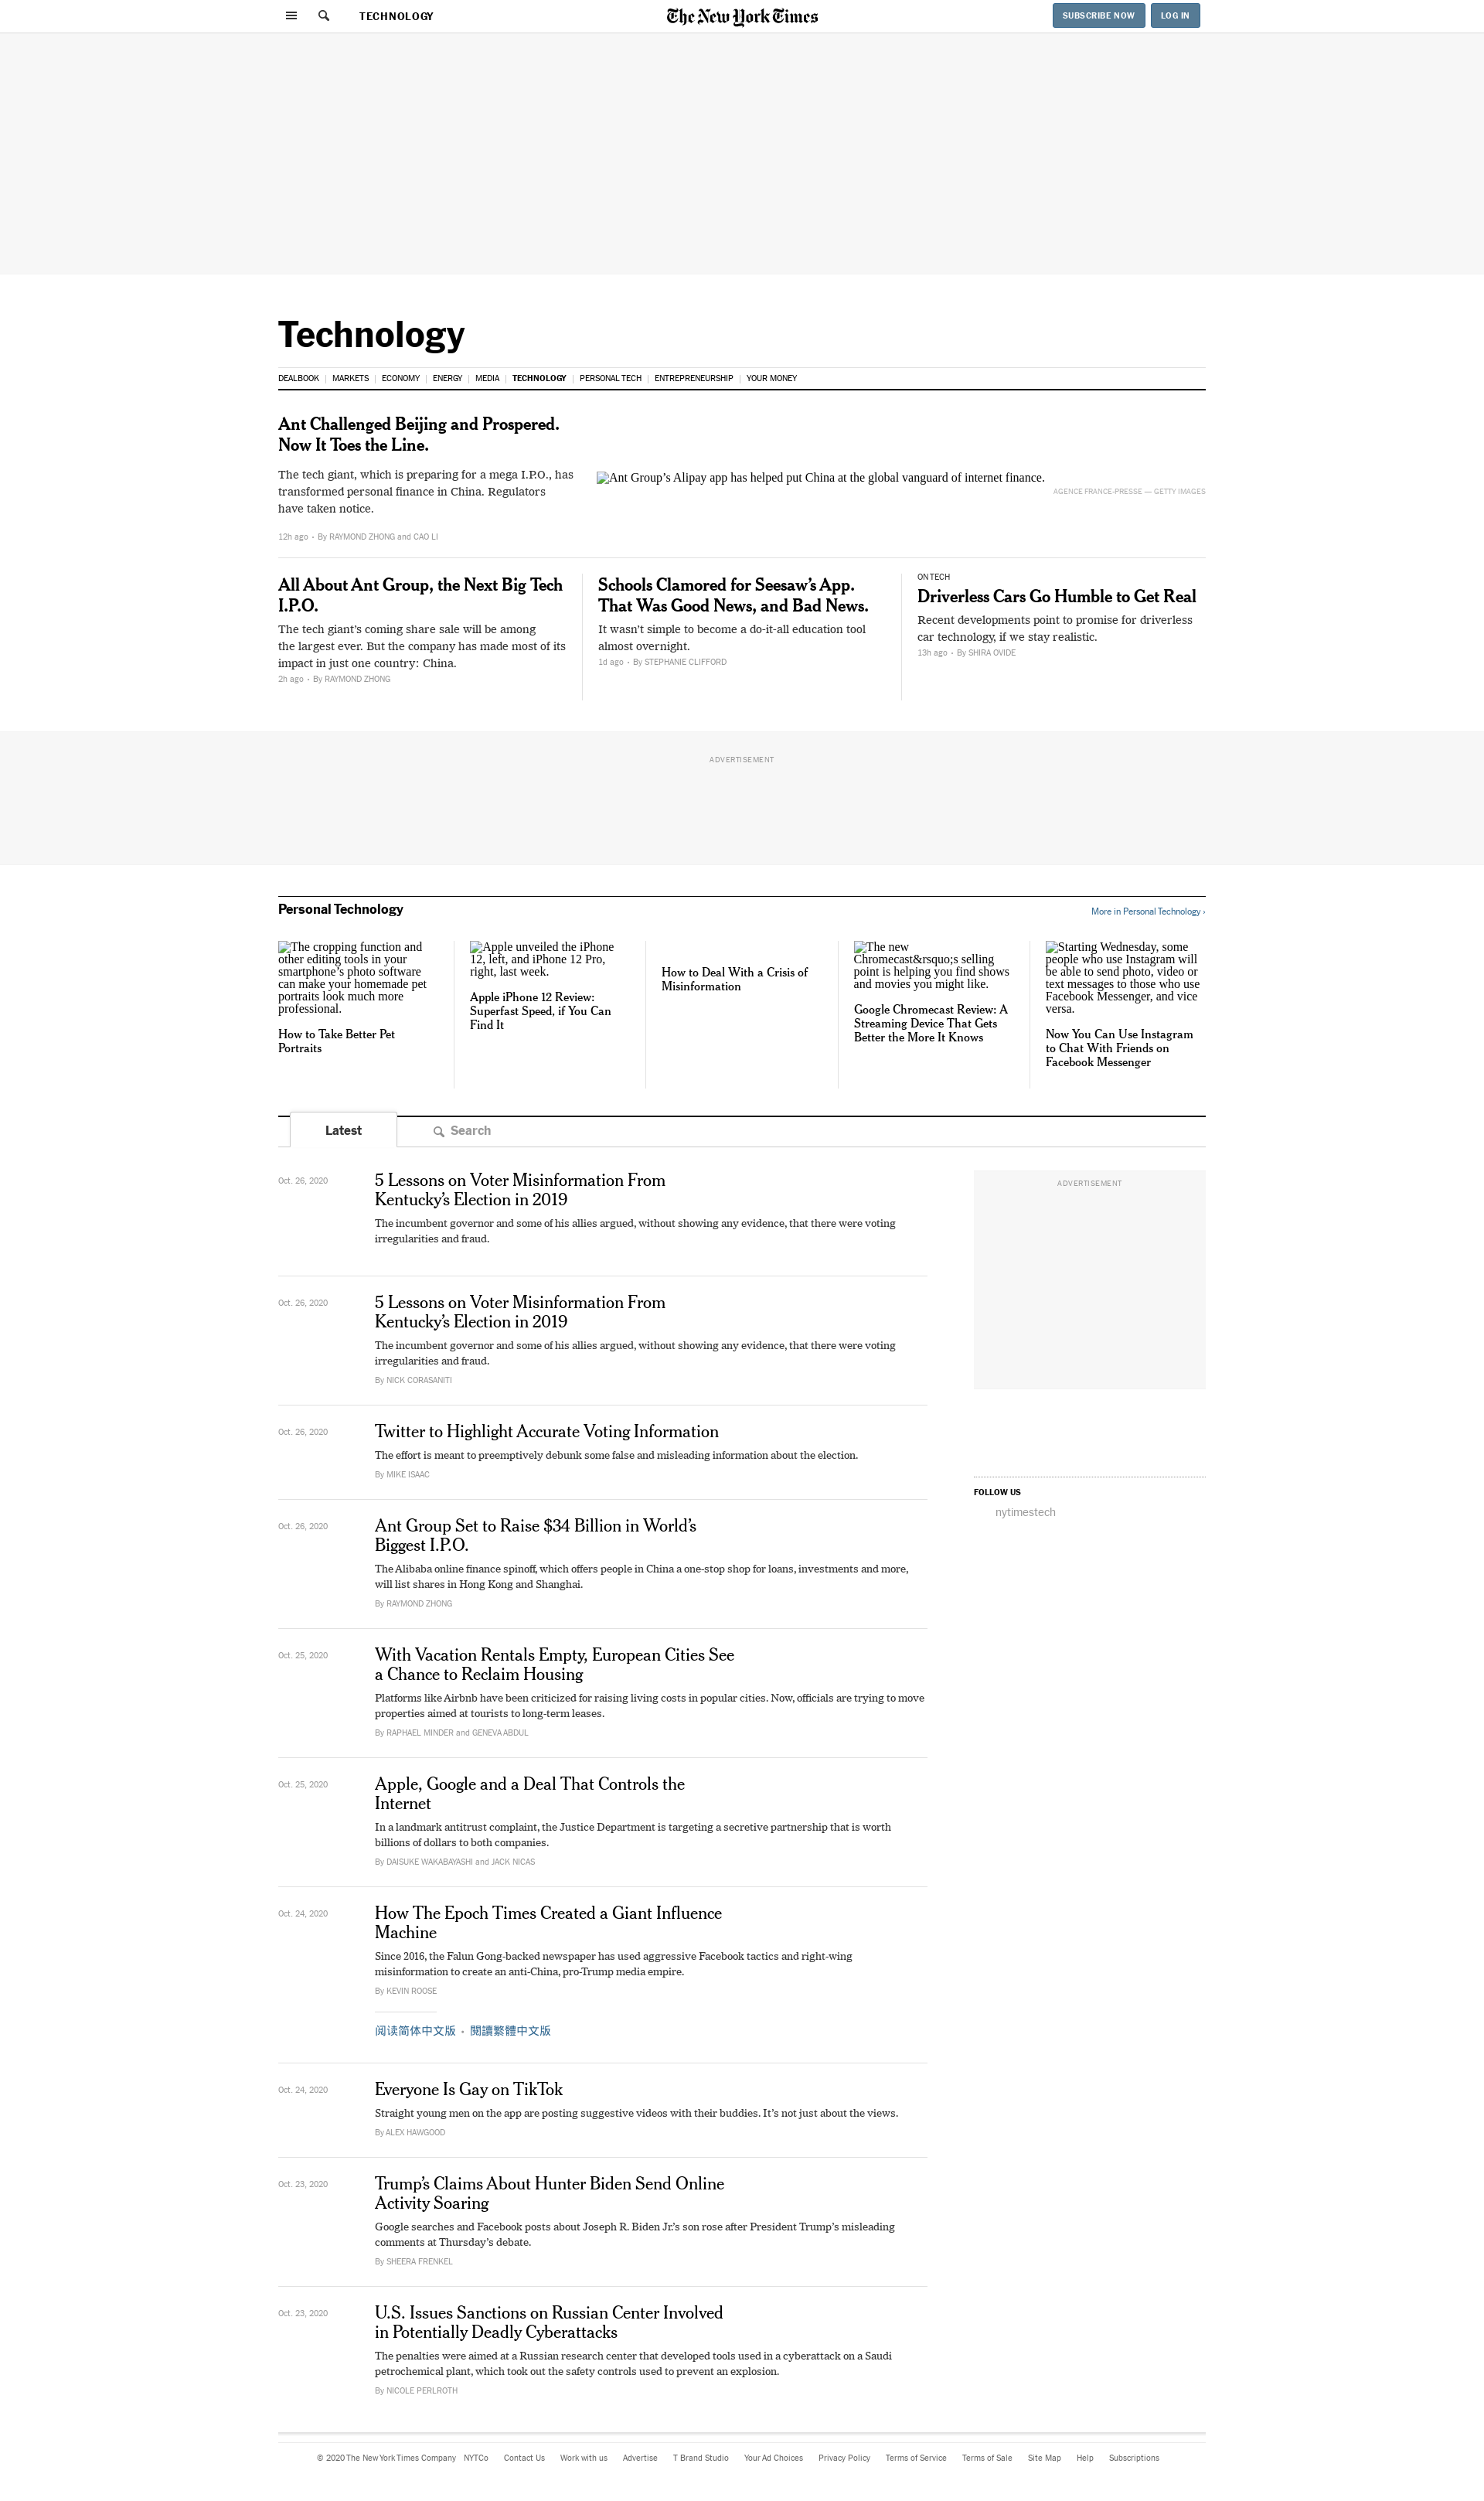 TECHNOLOGY
The New York Times
SUBSCRIBE NOW
LOG IN
Technology
DEALBOOK | MARKETS | ECONOMY | ENERGY | MEDIA | TECHNOLOGY | PERSONAL TECH | ENTREPRENEURSHIP | YOUR MONEY
Ant Challenged Beijing and Prospered.
Now It Toes the Line.
The tech giant, which is preparing for a mega I.P.O., has
transformed personal finance in China. Regulators
have taken notice.
12h ago • By RAYMOND ZHONG and CAO LI
Ant Group’s Alipay app has helped put China at the global vanguard of internet finance.
AGENCE FRANCE-PRESSE — GETTY IMAGES
All About Ant Group, the Next Big Tech
I.P.O.
The tech giant’s coming share sale will be among
the largest ever. But the company has made most of its
impact in just one country: China.
2h ago • By RAYMOND ZHONG
Schools Clamored for Seesaw’s App.
That Was Good News, and Bad News.
It wasn’t simple to become a do-it-all education tool
almost overnight.
1d ago • By STEPHANIE CLIFFORD
ON TECH
Driverless Cars Go Humble to Get Real
Recent developments point to promise for driverless
car technology, if we stay realistic.
13h ago • By SHIRA OVIDE
ADVERTISEMENT
Personal Technology
More in Personal Technology ›
The cropping function and
other editing tools in your
smartphone’s photo software
can make your homemade pet
portraits look much more
professional.
How to Take Better Pet
Portraits
Apple unveiled the iPhone
12, left, and iPhone 12 Pro,
right, last week.
Apple iPhone 12 Review:
Superfast Speed, if You Can
Find It
How to Deal With a Crisis of
Misinformation
The new
Chromecast&rsquo;s selling
point is helping you find shows
and movies you might like.
Google Chromecast Review: A
Streaming Device That Gets
Better the More It Knows
Starting Wednesday, some
people who use Instagram will
be able to send photo, video or
text messages to those who use
Facebook Messenger, and vice
versa.
Now You Can Use Instagram
to Chat With Friends on
Facebook Messenger
Latest
Search
Oct. 26, 2020
5 Lessons on Voter Misinformation From
Kentucky’s Election in 2019
The incumbent governor and some of his allies argued, without showing any evidence, that there were voting
irregularities and fraud.
ADVERTISEMENT
Oct. 26, 2020
5 Lessons on Voter Misinformation From
Kentucky’s Election in 2019
The incumbent governor and some of his allies argued, without showing any evidence, that there were voting
irregularities and fraud.
By NICK CORASANITI
Oct. 26, 2020
Twitter to Highlight Accurate Voting Information
The effort is meant to preemptively debunk some false and misleading information about the election.
By MIKE ISAAC
FOLLOW US
nytimestech
Oct. 26, 2020
Ant Group Set to Raise $34 Billion in World’s
Biggest I.P.O.
The Alibaba online finance spinoff, which offers people in China a one-stop shop for loans, investments and more,
will list shares in Hong Kong and Shanghai.
By RAYMOND ZHONG
Oct. 25, 2020
With Vacation Rentals Empty, European Cities See
a Chance to Reclaim Housing
Platforms like Airbnb have been criticized for raising living costs in popular cities. Now, officials are trying to move
properties aimed at tourists to long-term leases.
By RAPHAEL MINDER and GENEVA ABDUL
Oct. 25, 2020
Apple, Google and a Deal That Controls the
Internet
In a landmark antitrust complaint, the Justice Department is targeting a secretive partnership that is worth
billions of dollars to both companies.
By DAISUKE WAKABAYASHI and JACK NICAS
Oct. 24, 2020
How The Epoch Times Created a Giant Influence
Machine
Since 2016, the Falun Gong-backed newspaper has used aggressive Facebook tactics and right-wing
misinformation to create an anti-China, pro-Trump media empire.
By KEVIN ROOSE
阅读简体中文版 • 閱讀繁體中文版
Oct. 24, 2020
Everyone Is Gay on TikTok
Straight young men on the app are posting suggestive videos with their buddies. It’s not just about the views.
By ALEX HAWGOOD
Oct. 23, 2020
Trump’s Claims About Hunter Biden Send Online
Activity Soaring
Google searches and Facebook posts about Joseph R. Biden Jr.’s son rose after President Trump’s misleading
comments at Thursday’s debate.
By SHEERA FRENKEL
Oct. 23, 2020
U.S. Issues Sanctions on Russian Center Involved
in Potentially Deadly Cyberattacks
The penalties were aimed at a Russian research center that developed tools used in a cyberattack on a Saudi
petrochemical plant, which took out the safety controls used to prevent an explosion.
By NICOLE PERLROTH
© 2020 The New York Times Company NYTCo Contact Us Work with us Advertise T Brand Studio Your Ad Choices Privacy Policy Terms of Service Terms of Sale Site Map Help Subscriptions